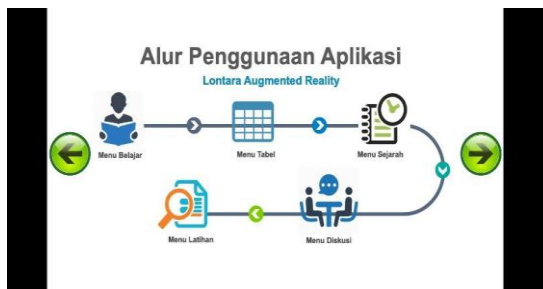 Alur Penggunaan Aplikasi
Lontara Augmented Reality
Menu Belajar
Menu Tabel
Menu Sejarah
Menu Latihan
Menu Diskusi